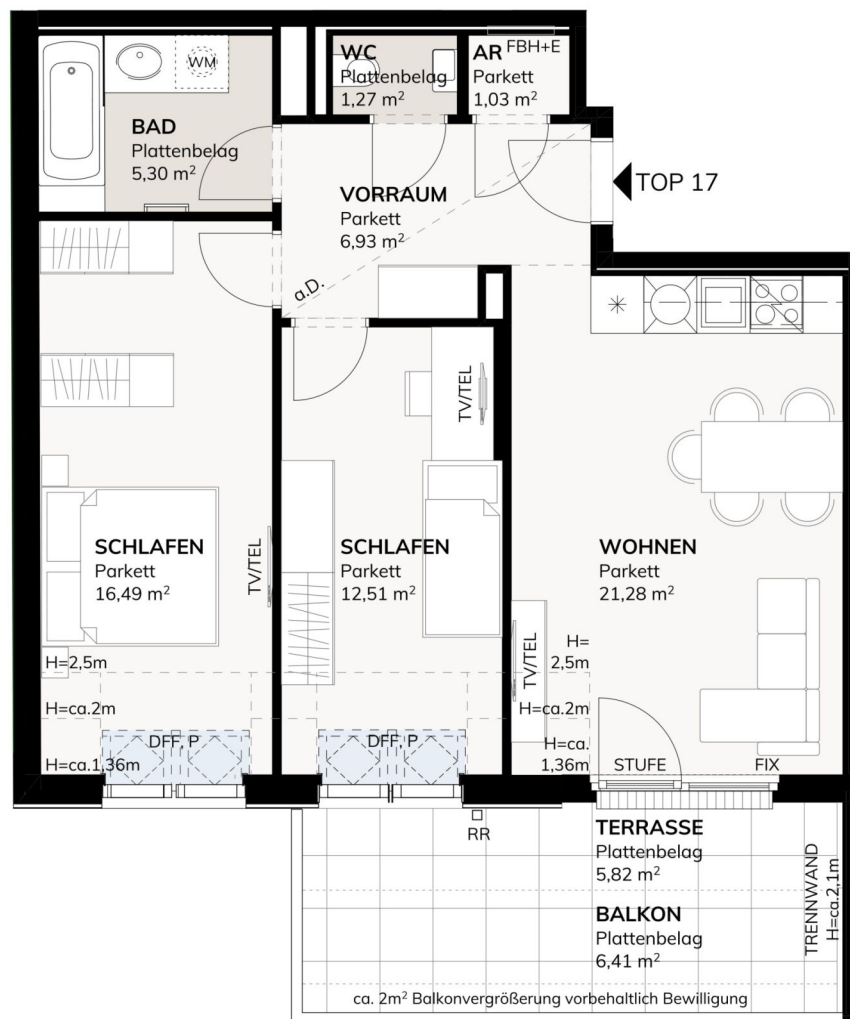 WM
BAD
Plattenbelag
5,30 m²
WC
Plattenbelag
1,27 m²
AR
FBH+E
Parkett
1,03 m²
TOP 17
VORRAUM
Parkett
6,93 m²
a.D.
TV/TEL
SCHLAFEN
Parkett
16,49 m²
TV/TEL
SCHLAFEN
Parkett
12,51 m²
WOHNEN
Parkett
21,28 m²
TV/TEL
H=2,5m
H=ca.2m
H=ca.1,36m
DFF, P
DFF, P
H=
2,5m
H=ca.2m
H=ca.
1,36m
STUFE
FIX
RR
TERRASSE
Plattenbelag
5,82 m²
BALKON
Plattenbelag
6,41 m²
TRENNWAND
H=ca.2,1m
ca. 2m² Balkonvergrößerung vorbehaltlich Bewilligung